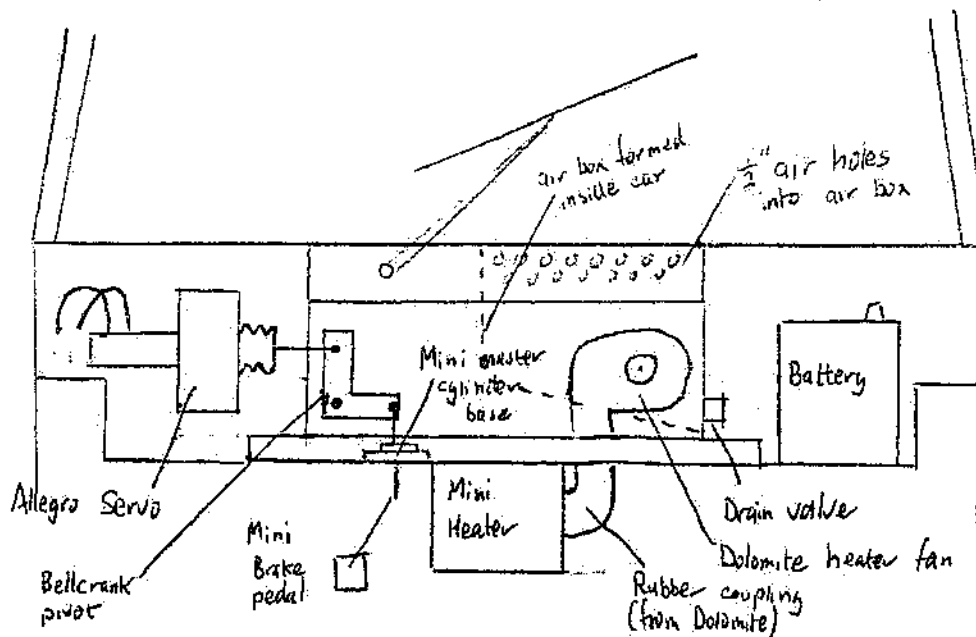 air box formed
inside car
1/2" air holes
into air box
Mini master
cylinder
base
Battery
Allegro Servo
Mini
Heater
Drain valve
Mini
Brake
pedal
Bellcrank
pivot
Dolomite heater fan
Rubber coupling
(from Dolomite)